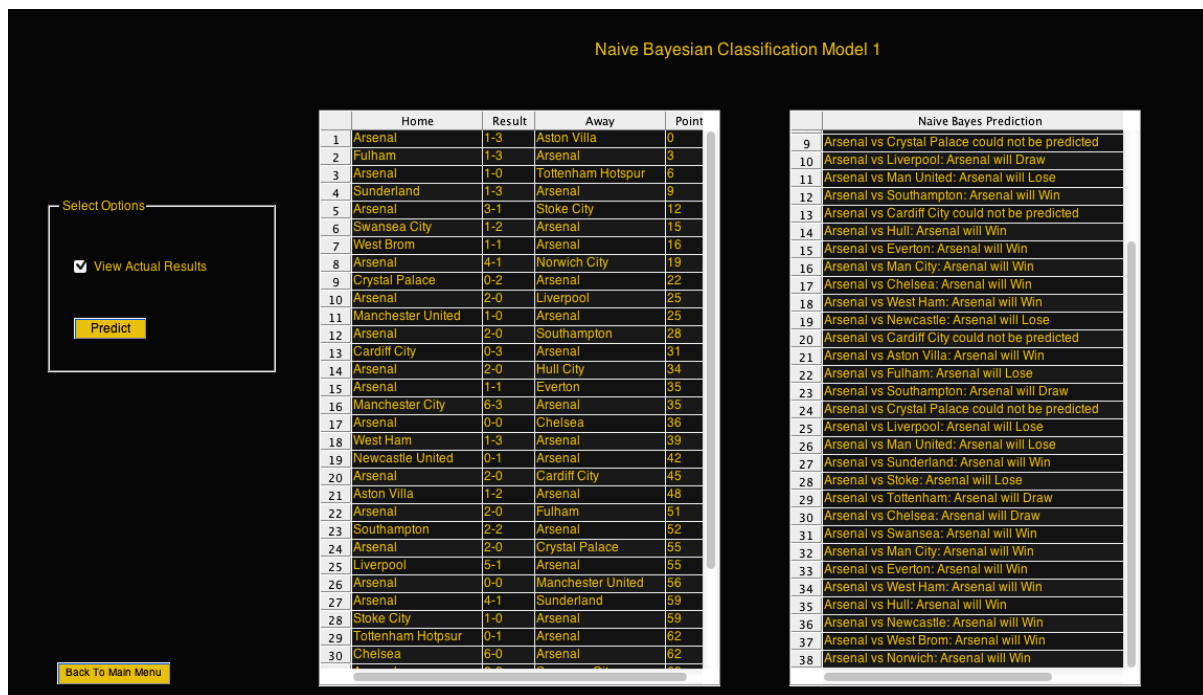 Naive Bayesian Classification Model 1
Select Options
View Actual Results
Predict
Back To Main Menu
Home Result Away Point
1 Arsenal 1-3 Aston Villa 0
2 Fulham 1-3 Arsenal 3
3 Arsenal 1-0 Tottenham Hotspur 6
4 Sunderland 1-3 Arsenal 9
5 Arsenal 3-1 Stoke City 12
6 Swansea City 1-2 Arsenal 15
7 West Brom 1-1 Arsenal 16
8 Arsenal 4-1 Norwich City 19
9 Crystal Palace 0-2 Arsenal 22
10 Arsenal 2-0 Liverpool 25
11 Manchester United 1-0 Arsenal 25
12 Arsenal 2-0 Southampton 28
13 Cardiff City 0-3 Arsenal 31
14 Arsenal 2-0 Hull City 34
15 Arsenal 1-1 Everton 35
16 Manchester City 6-3 Arsenal 35
17 Arsenal 0-0 Chelsea 36
18 West Ham 1-3 Arsenal 39
19 Newcastle United 0-1 Arsenal 42
20 Arsenal 2-0 Cardiff City 45
21 Aston Villa 1-2 Arsenal 48
22 Arsenal 2-0 Fulham 51
23 Southampton 2-2 Arsenal 52
24 Arsenal 2-0 Crystal Palace 55
25 Liverpool 5-1 Arsenal 55
26 Arsenal 0-0 Manchester United 56
27 Arsenal 4-1 Sunderland 59
28 Stoke City 1-0 Arsenal 59
29 Tottenham Hotpsur 0-1 Arsenal 62
30 Chelsea 6-0 Arsenal 62
Naive Bayes Prediction
9 Arsenal vs Crystal Palace could not be predicted
10 Arsenal vs Liverpool: Arsenal will Draw
11 Arsenal vs Man United: Arsenal will Lose
12 Arsenal vs Southampton: Arsenal will Win
13 Arsenal vs Cardiff City could not be predicted
14 Arsenal vs Hull: Arsenal will Win
15 Arsenal vs Everton: Arsenal will Win
16 Arsenal vs Man City: Arsenal will Win
17 Arsenal vs Chelsea: Arsenal will Win
18 Arsenal vs West Ham: Arsenal will Win
19 Arsenal vs Newcastle: Arsenal will Lose
20 Arsenal vs Cardiff City could not be predicted
21 Arsenal vs Aston Villa: Arsenal will Win
22 Arsenal vs Fulham: Arsenal will Lose
23 Arsenal vs Southampton: Arsenal will Draw
24 Arsenal vs Crystal Palace could not be predicted
25 Arsenal vs Liverpool: Arsenal will Lose
26 Arsenal vs Man United: Arsenal will Lose
27 Arsenal vs Sunderland: Arsenal will Win
28 Arsenal vs Stoke: Arsenal will Lose
29 Arsenal vs Tottenham: Arsenal will Draw
30 Arsenal vs Chelsea: Arsenal will Draw
31 Arsenal vs Swansea: Arsenal will Win
32 Arsenal vs Man City: Arsenal will Win
33 Arsenal vs Everton: Arsenal will Win
34 Arsenal vs West Ham: Arsenal will Win
35 Arsenal vs Hull: Arsenal will Win
36 Arsenal vs Newcastle: Arsenal will Win
37 Arsenal vs West Brom: Arsenal will Win
38 Arsenal vs Norwich: Arsenal will Win